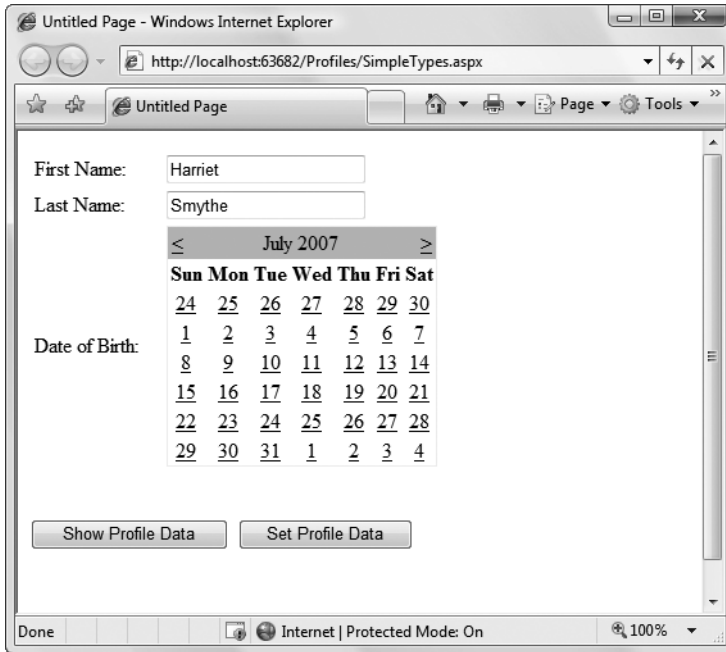 Untitled Page - Windows Internet Explorer
http://localhost:63682/Profiles/SimpleTypes.aspx
Untitled Page
Page
Tools
»
First Name: Harriet
Last Name: Smythe
< July 2007 >
Sun Mon Tue Wed Thu Fri Sat
24 25 26 27 28 29 30
1 2 3 4 5 6 7
Date of Birth:
8 9 10 11 12 13 14
15 16 17 18 19 20 21
22 23 24 25 26 27 28
29 30 31 1 2 3 4
Show Profile Data Set Profile Data
Done Internet | Protected Mode: On 100%